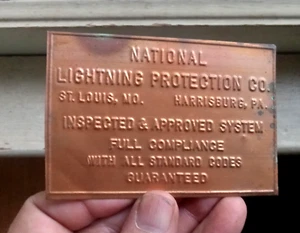 NATIONAL
LIGHTNING PROTECTION CO.
ST. LOUIS, MO. HARRISBURG, PA.
INSPECTED & APPROVED SYSTEM
FULL COMPLIANCE
WITH ALL STANDARD CODES
GUARANTEED